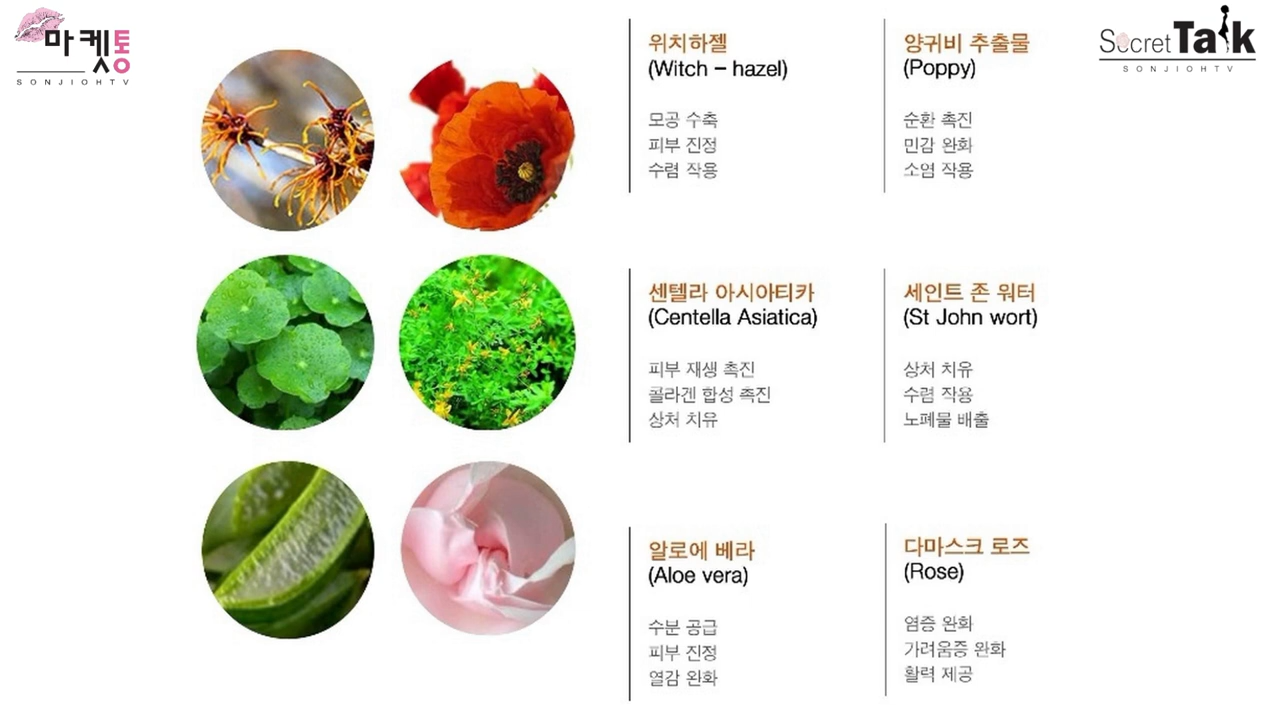 마켓통
SONJIOHTV
Secret Talk
SONJIOHTV
위치하젤
(Witch – hazel)
모공 수축
피부 진정
수렴 작용
양귀비 추출물
(Poppy)
순환 촉진
민감 완화
소염 작용
센텔라 아시아티카
(Centella Asiatica)
피부 재생 촉진
콜라겐 합성 촉진
상처 치유
세인트 존 워터
(St John wort)
상처 치유
수렴 작용
노폐물 배출
알로에 베라
(Aloe vera)
수분 공급
피부 진정
열감 완화
다마스크 로즈
(Rose)
염증 완화
가려움증 완화
활력 제공